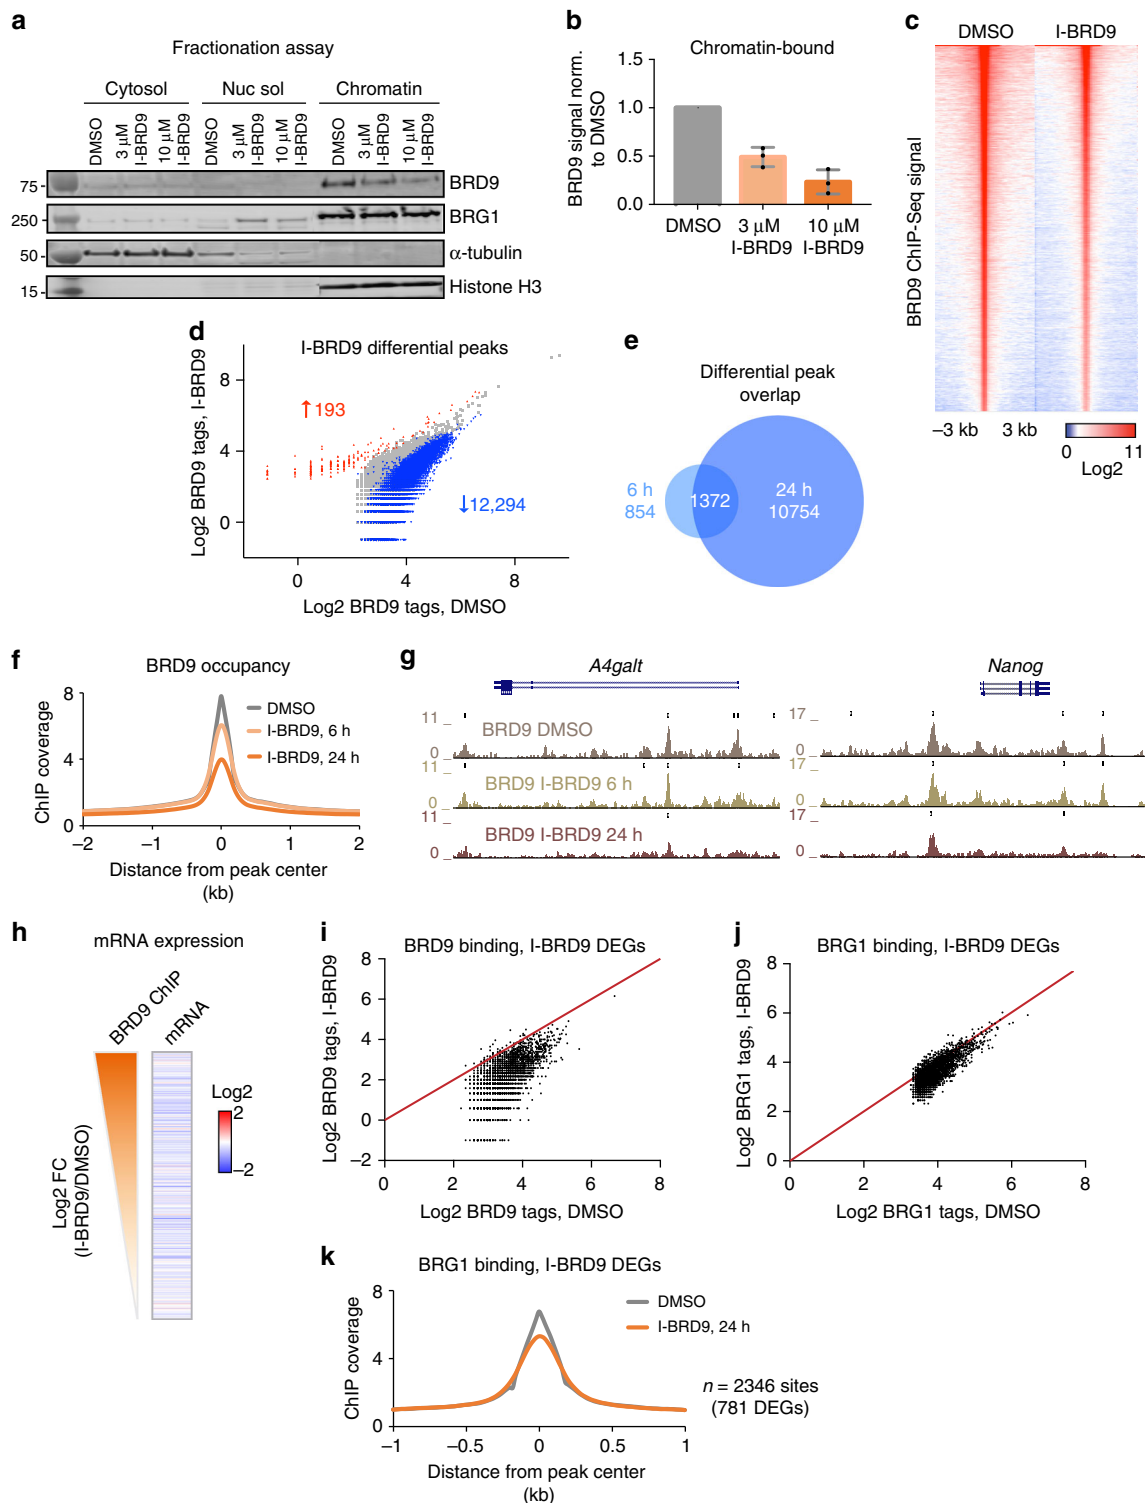 a
Fractionation assay
Cytosol Nuc sol Chromatin
DMSO
3 µM
I-BRD9
10 µM
I-BRD9
DMSO
3 µM
I-BRD9
10 µM
I-BRD9
DMSO
3 µM
I-BRD9
10 µM
I-BRD9
75 BRD9
250 BRG1
50 α-tubulin
15 Histone H3
b
Chromatin-bound
BRD9 signal norm.
to DMSO
1.5
1.0
0.5
0.0
DMSO 3 µM
I-BRD9
10 µM
I-BRD9
c
DMSO I-BRD9
BRD9 ChIP-Seq signal
−3 kb 3 kb
0 11
Log2
d
I-BRD9 differential peaks
Log2 BRD9 tags, I-BRD9
8
4
0
↑193
↓12,294
0 4 8
Log2 BRD9 tags, DMSO
e
Differential peak
overlap
6 h
854
1372
24 h
10754
f
BRD9 occupancy
ChIP coverage
8
4
0
DMSO
I-BRD9, 6 h
I-BRD9, 24 h
−2 −1 0 1 2
Distance from peak center
(kb)
g
A4galt Nanog
11 17
BRD9 DMSO
0 0
11 17
BRD9 I-BRD9 6 h
0 0
11 17
BRD9 I-BRD9 24 h
0 0
h
mRNA expression
BRD9 ChIP
mRNA
Log2 FC
(I-BRD9/DMSO)
Log2
2
−2
i
BRD9 binding, I-BRD9 DEGs
Log2 BRD9 tags, I-BRD9
8
6
4
2
0
−2
0 2 4 6 8
Log2 BRD9 tags, DMSO
j
BRG1 binding, I-BRD9 DEGs
Log2 BRG1 tags, I-BRD9
8
6
4
2
0
0 2 4 6 8
Log2 BRG1 tags, DMSO
k
BRG1 binding, I-BRD9 DEGs
ChIP coverage
8
4
0
DMSO
I-BRD9, 24 h
n = 2346 sites
(781 DEGs)
−1 −0.5 0 0.5 1
Distance from peak center
(kb)